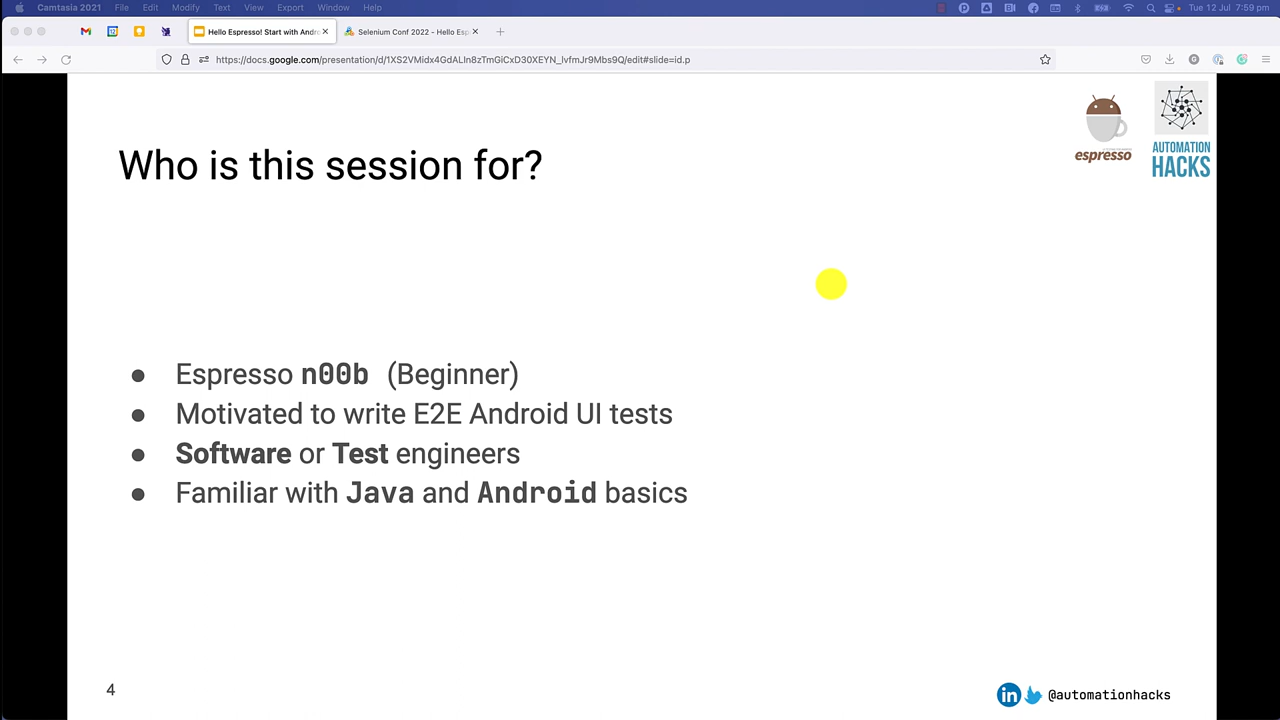 Camtasia 2021 File Edit Modify Text View Export Window Help Tue 12 Jul 7:59 pm
Hello Espresso! Start with Andro Selenium Conf 2022 - Hello Esp
https://docs.google.com/presentation/d/1XS2VMidx4GdALIn8zTmGiCxD30XEYN_lvfmJr9Mbs9Q/edit#slide=id.p
espresso
AUTOMATION
HACKS
Who is this session for?
● Espresso n00b (Beginner)
● Motivated to write E2E Android UI tests
● Software or Test engineers
● Familiar with Java and Android basics
4
in @automationhacks